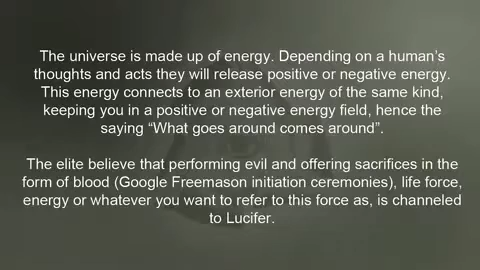 The universe is made up of energy. Depending on a human's
thoughts and acts they will release positive or negative energy.
This energy connects to an exterior energy of the same kind,
keeping you in a positive or negative energy field, hence the
saying “What goes around comes around”.
The elite believe that performing evil and offering sacrifices in the
form of blood (Google Freemason initiation ceremonies), life force,
energy or whatever you want to refer to this force as, is channeled
to Lucifer.